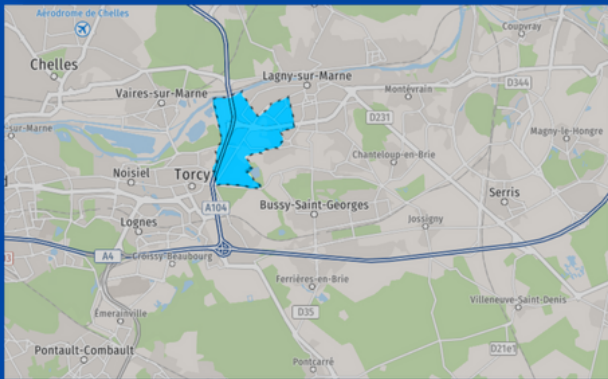 Aérodrome de Chelles
Coupvray
Chelles
Lagny-sur-Marne
D344
Vaires-sur-Marne
Montévrain
-sur-Marne
D231
Magny-le-Hongre
Chanteloup-en-Brie
Noisiel
Torcy
Serris
A104
Bussy-Saint-Georges
Lognes
Jossigny
A4
Croissy-Beaubourg
Ferrières-en-Brie
Villeneuve-Saint-Denis
D35
Émerainville
D21e1
Pontault-Combault
Pontcarré